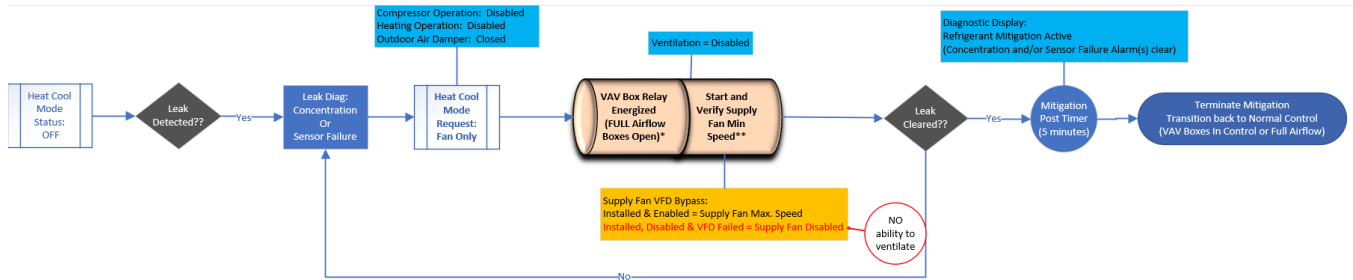 Compressor Operation:  Disabled
Heating Operation:  Disabled
Outdoor Air Damper:  Closed
Ventilation = Disabled
Diagnostic Display:
Refrigerant Mitigation Active
(Concentration and/or Sensor Failure Alarm(s) clear)
Heat Cool
Mode
Status:
OFF
Leak
Detected??
Yes
Leak Diag:
Concentration
Or
Sensor Failure
Heat Cool
Mode
Request:
Fan Only
VAV Box Relay
Energized
(FULL Airflow
Boxes Open)*
Start and
Verify Supply
Fan Min
Speed**
Leak
Cleared??
Yes
Mitigation
Post Timer
(5 minutes)
Terminate Mitigation
Transition back to Normal Control
(VAV Boxes In Control or Full Airflow)
Supply Fan VFD Bypass:
Installed & Enabled = Supply Fan Max. Speed
Installed, Disabled & VFD Failed = Supply Fan Disabled
NO
ability to
ventilate
No